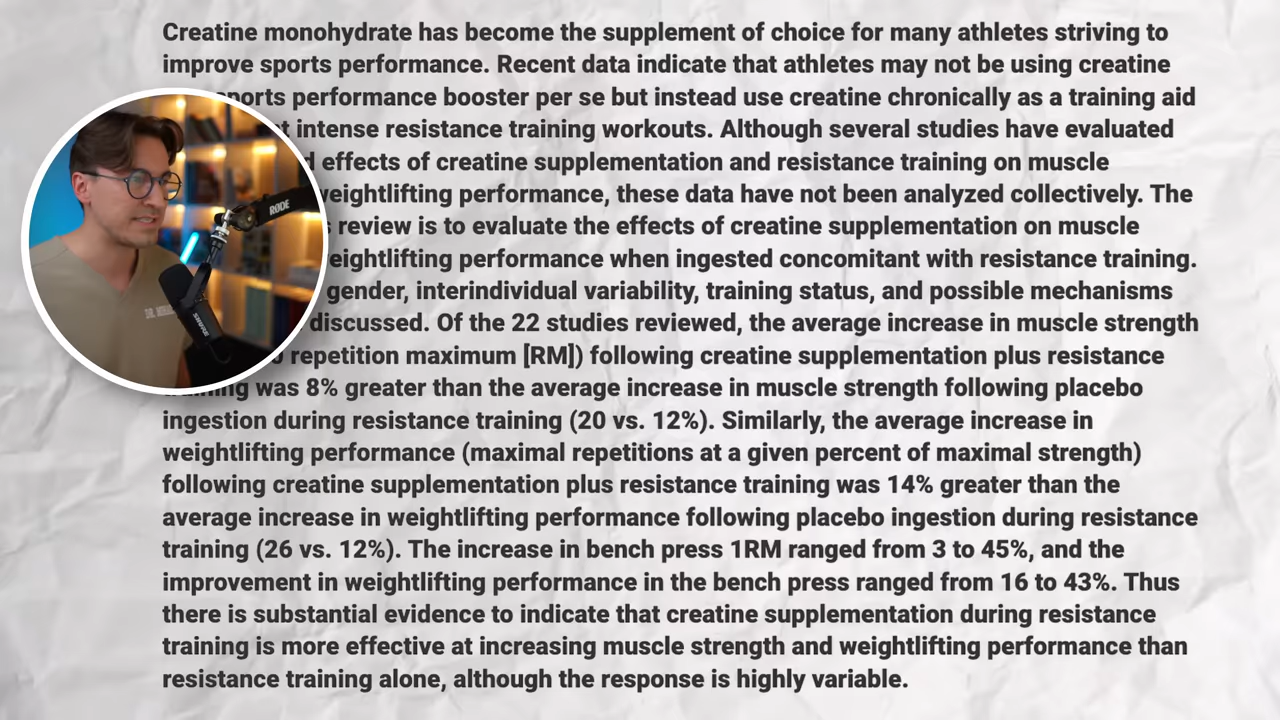 Creatine monohydrate has become the supplement of choice for many athletes striving to
improve sports performance. Recent data indicate that athletes may not be using creatine
sports performance booster per se but instead use creatine chronically as a training aid
intense resistance training workouts. Although several studies have evaluated
effects of creatine supplementation and resistance training on muscle
weightlifting performance, these data have not been analyzed collectively. The
review is to evaluate the effects of creatine supplementation on muscle
weightlifting performance when ingested concomitant with resistance training.
gender, interindividual variability, training status, and possible mechanisms
discussed. Of the 22 studies reviewed, the average increase in muscle strength
repetition maximum [RM]) following creatine supplementation plus resistance
was 8% greater than the average increase in muscle strength following placebo
ingestion during resistance training (20 vs. 12%). Similarly, the average increase in
weightlifting performance (maximal repetitions at a given percent of maximal strength)
following creatine supplementation plus resistance training was 14% greater than the
average increase in weightlifting performance following placebo ingestion during resistance
training (26 vs. 12%). The increase in bench press 1RM ranged from 3 to 45%, and the
improvement in weightlifting performance in the bench press ranged from 16 to 43%. Thus
there is substantial evidence to indicate that creatine supplementation during resistance
training is more effective at increasing muscle strength and weightlifting performance than
resistance training alone, although the response is highly variable.
RØDE
DR.
SHURE